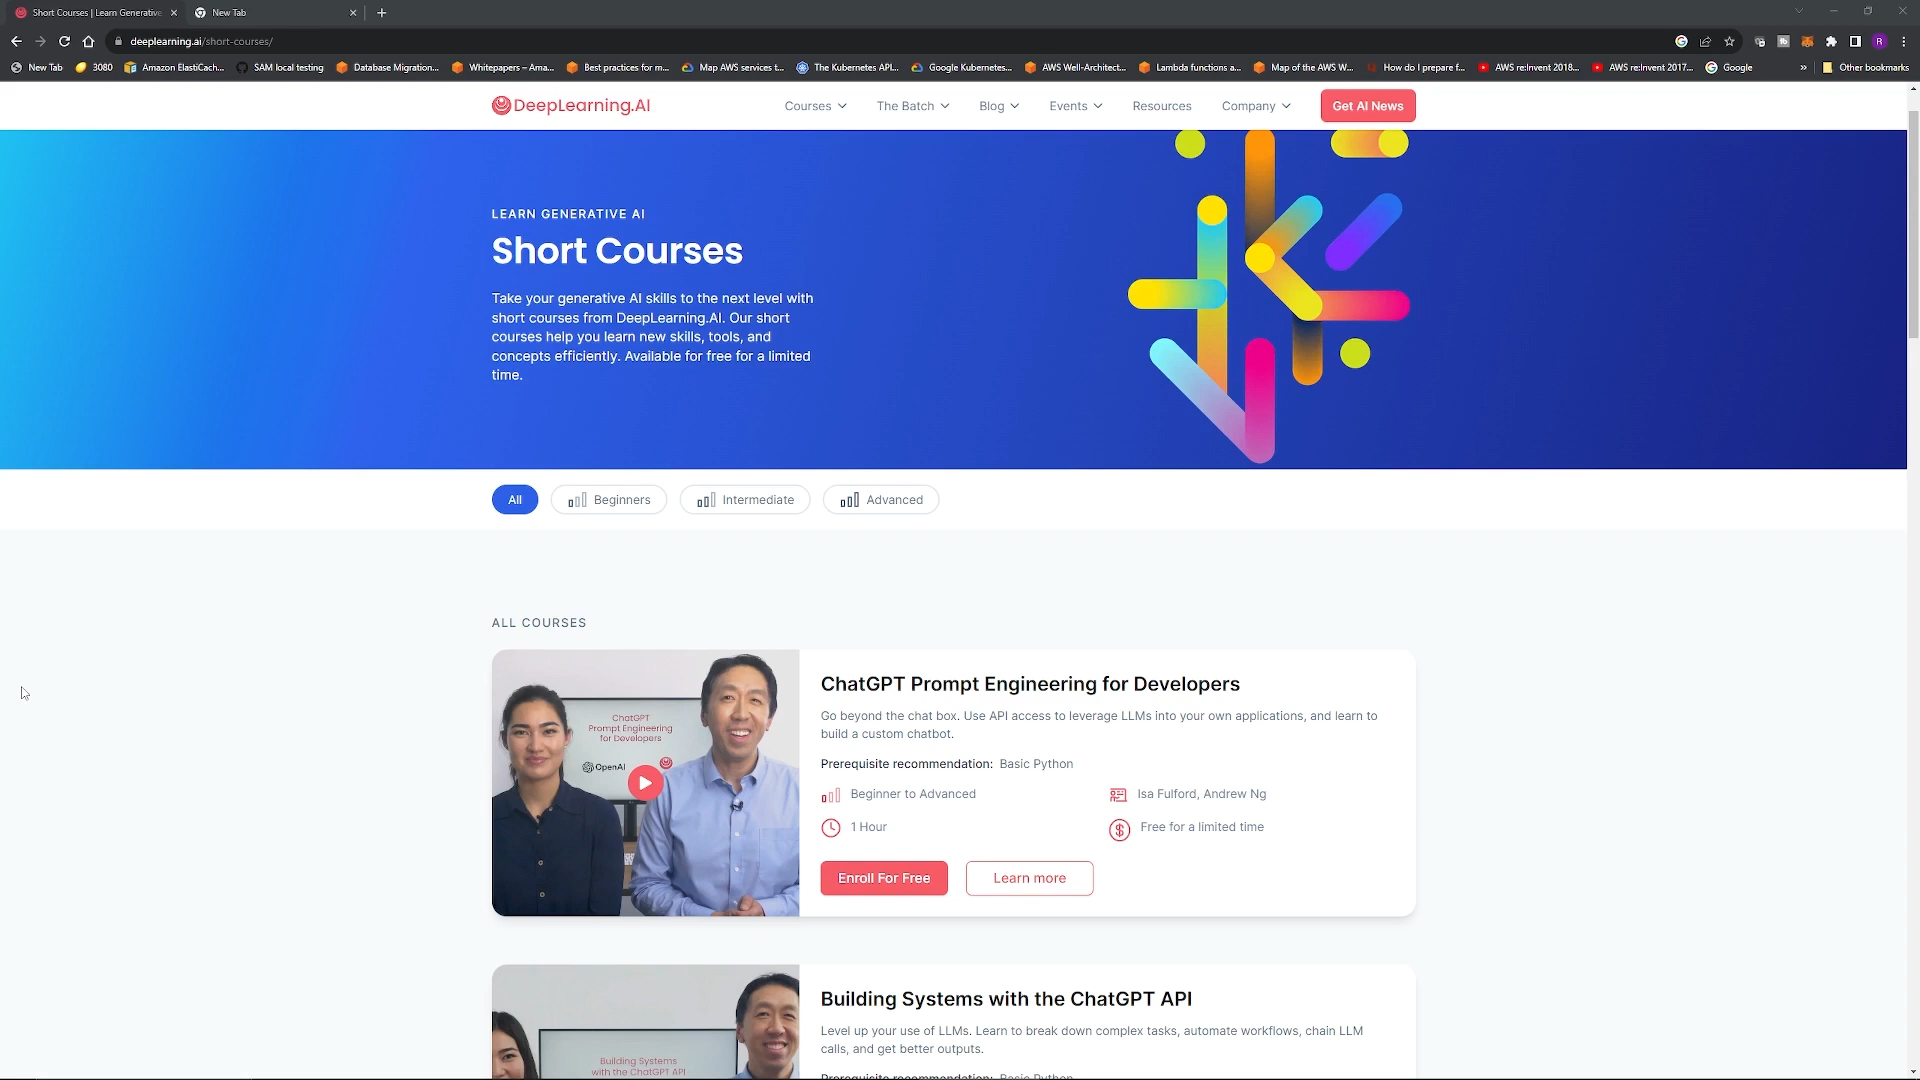 Short Courses | Learn Generative
New Tab
deeplearning.ai/short-courses/
New Tab
3080
Amazon ElastiCach...
SAM local testing
Database Migration...
Whitepapers – Ama...
Best practices for m...
Map AWS services t...
The Kubernetes API...
Google Kubernetes...
AWS Well-Architect...
Lambda functions a...
Map of the AWS W...
How do I prepare f...
AWS re:Invent 2018...
AWS re:Invent 2017...
Google
»
Other bookmarks
R
DeepLearning.AI
Courses
The Batch
Blog
Events
Resources
Company
Get AI News
LEARN GENERATIVE AI
Short Courses
Take your generative AI skills to the next level with
short courses from DeepLearning.AI. Our short
courses help you learn new skills, tools, and
concepts efficiently. Available for free for a limited
time.
All
Beginners
Intermediate
Advanced
ALL COURSES
ChatGPT
Prompt Engineering
for Developers
OpenAI
ChatGPT Prompt Engineering for Developers
Go beyond the chat box. Use API access to leverage LLMs into your own applications, and learn to
build a custom chatbot.
Prerequisite recommendation: Basic Python
Beginner to Advanced
Isa Fulford, Andrew Ng
1 Hour
Free for a limited time
Enroll For Free
Learn more
Building Systems
with the ChatGPT API
Building Systems with the ChatGPT API
Level up your use of LLMs. Learn to break down complex tasks, automate workflows, chain LLM
calls, and get better outputs.
Prerequisite recommendation: Basic Python